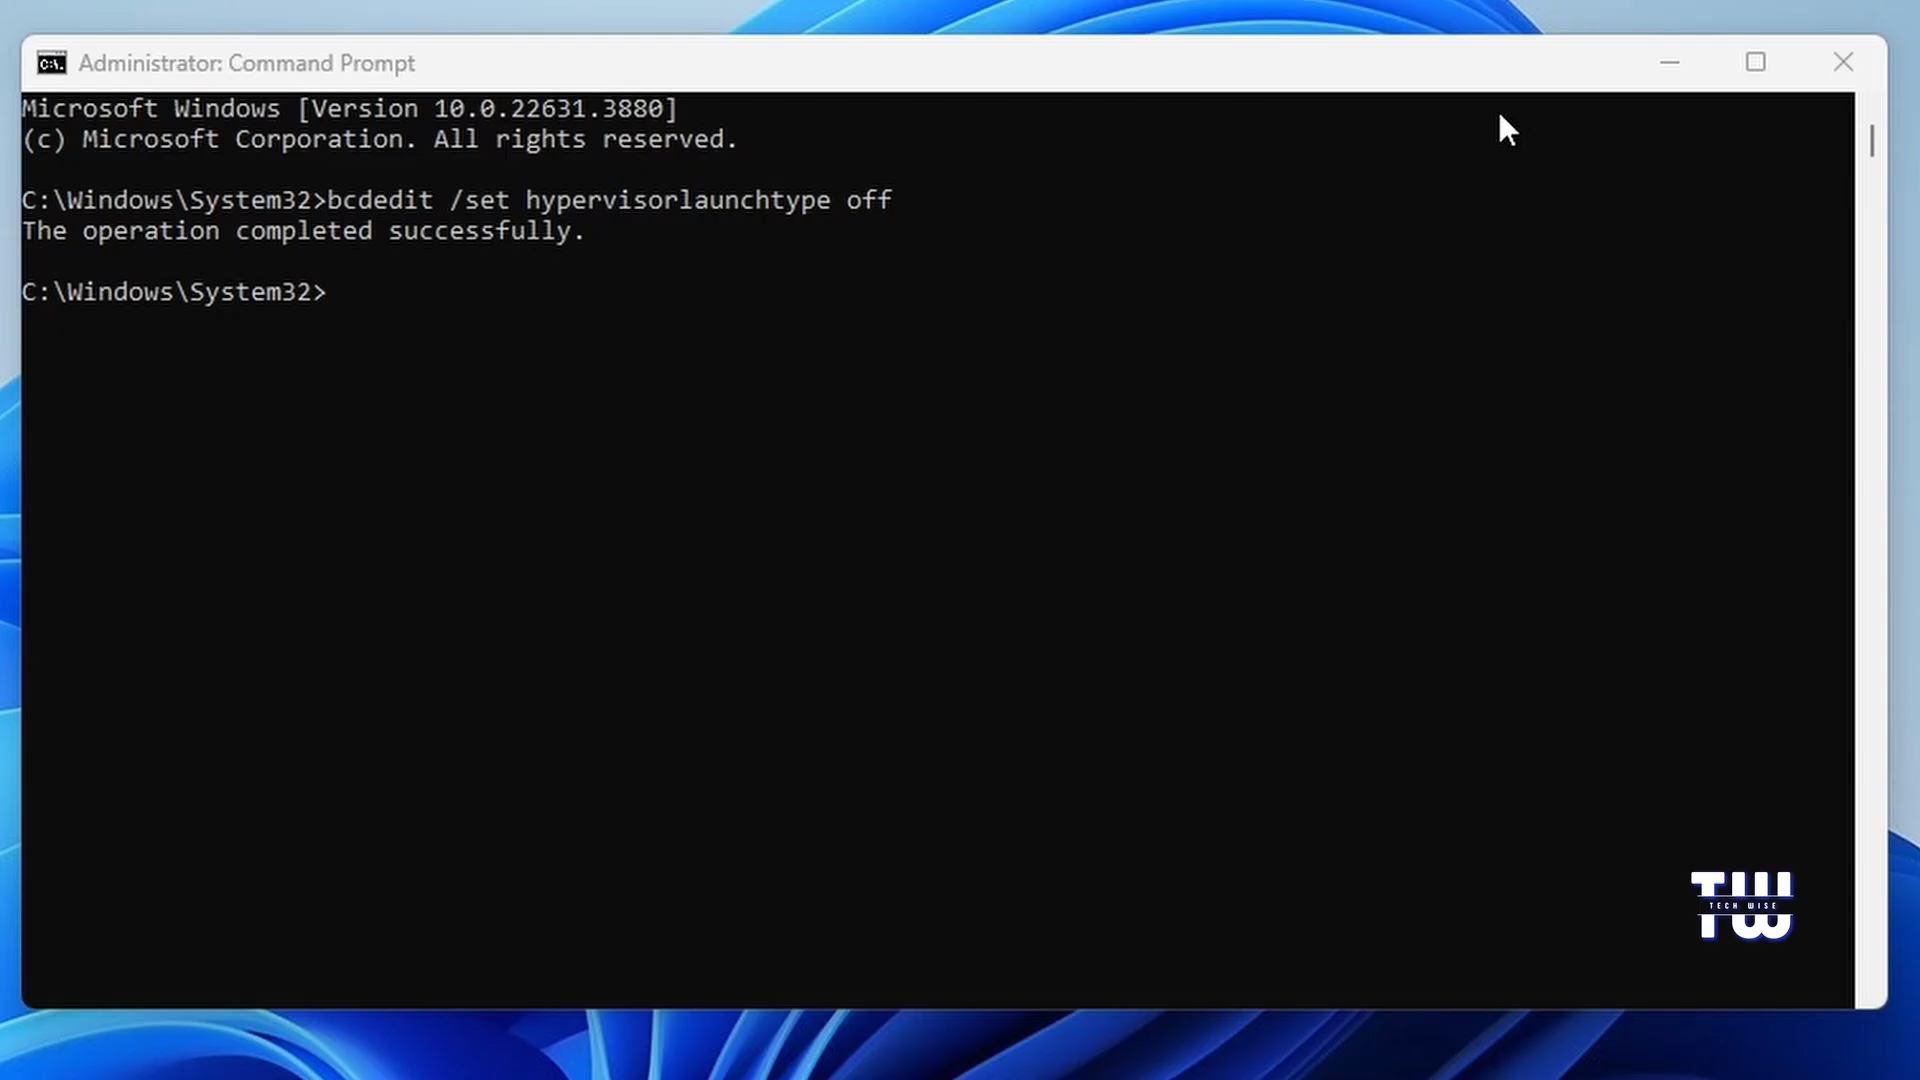 Administrator: Command Prompt
Microsoft Windows [Version 10.0.22631.3880]
(c) Microsoft Corporation. All rights reserved.
C:\Windows\System32>bcdedit /set hypervisorlaunchtype off
The operation completed successfully.
C:\Windows\System32>
TW
TECH WISE